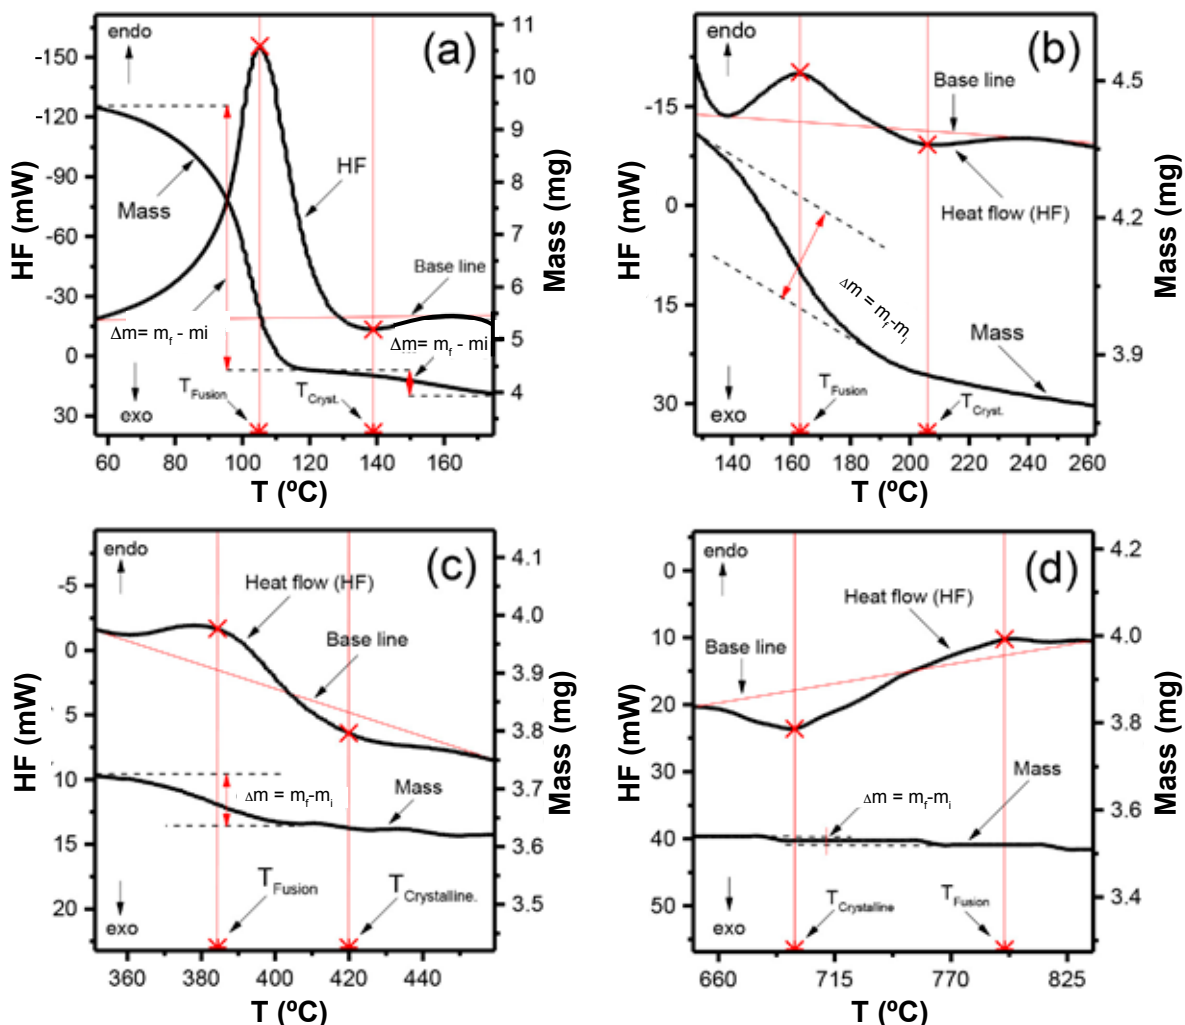 endo
(a)
-150
-120
-90
-60
-30
0
30
HF (mW)
11
10
9
8
7
6
5
4
Mass (mg)
Mass
HF
Base line
Δm= mf - mi
Δm= mf - mi
TFusion
TCryst.
exo
60 80 100 120 140 160
T (ºC)
endo
(b)
-15
0
15
30
HF (mW)
4.5
4.2
3.9
Mass (mg)
Base line
Heat flow (HF)
Δm = mf-mi
Mass
TFusion
TCryst.
exo
140 160 180 200 220 240 260
T (ºC)
endo
(c)
-5
0
5
10
15
20
HF (mW)
4.1
4.0
3.9
3.8
3.7
3.6
3.5
Mass (mg)
Heat flow (HF)
Base line
Δm = mf-mi
Mass
TFusion
TCrystalline.
exo
360 380 400 420 440
T (ºC)
endo
(d)
0
10
20
30
40
50
HF (mW)
4.2
4.0
3.8
3.6
3.4
Mass (mg)
Heat flow (HF)
Base line
Mass
Δm = mf-mi
TCrystalline
TFusion
exo
660 715 770 825
T (ºC)